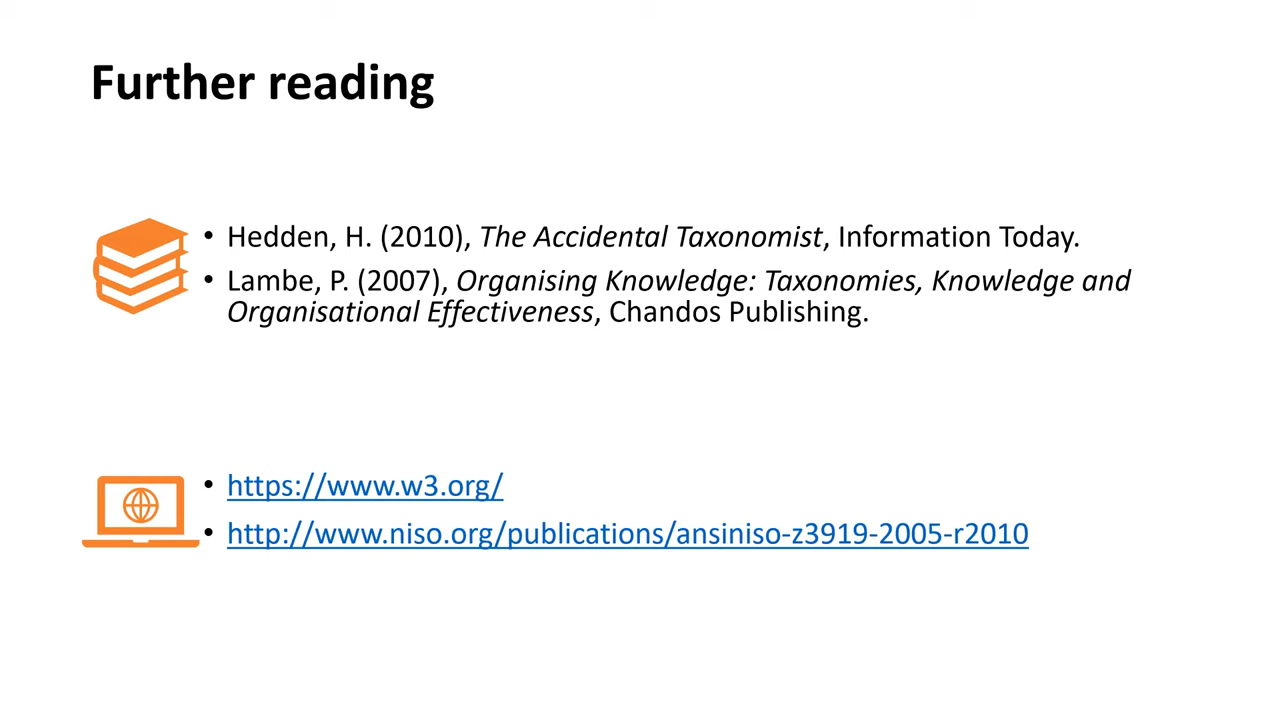 Further reading
• Hedden, H. (2010), The Accidental Taxonomist, Information Today.
• Lambe, P. (2007), Organising Knowledge: Taxonomies, Knowledge and
Organisational Effectiveness, Chandos Publishing.
• https://www.w3.org/
• http://www.niso.org/publications/ansiniso-z3919-2005-r2010